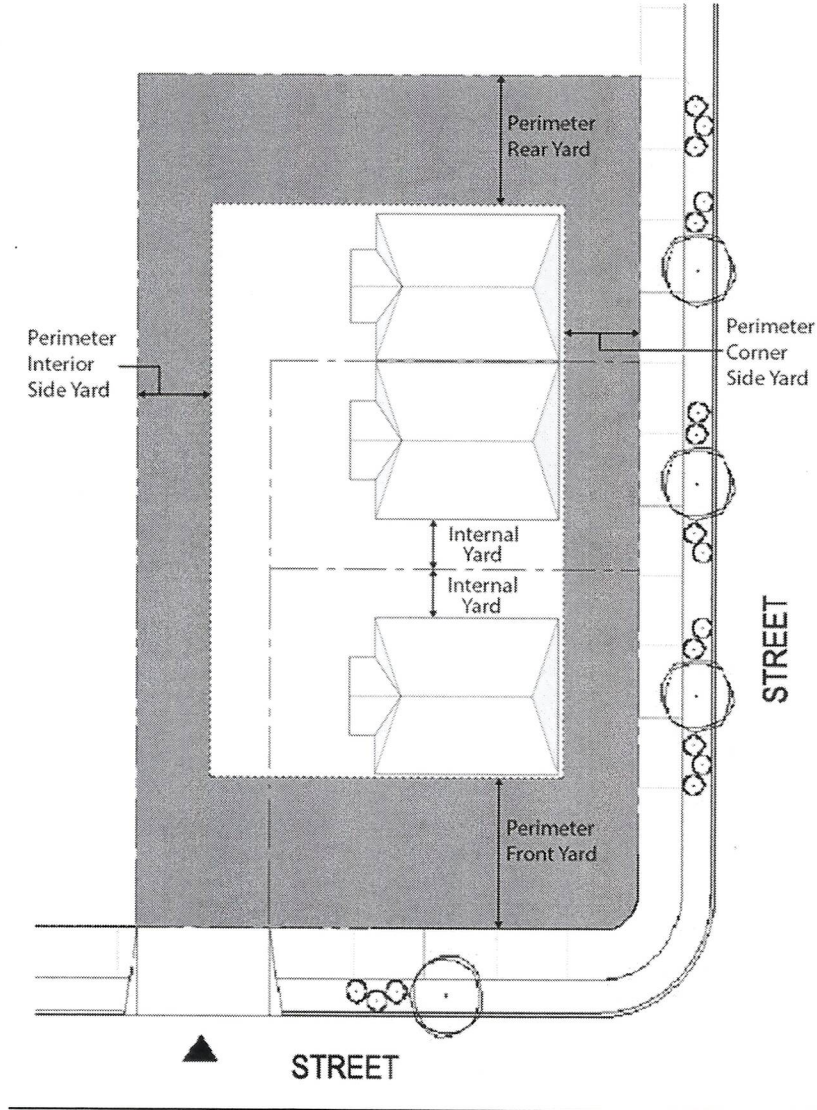 Perimeter
Rear Yard
Perimeter
Interior
Side Yard
Perimeter
Corner
Side Yard
Internal
Yard
Internal
Yard
STREET
Perimeter
Front Yard
STREET